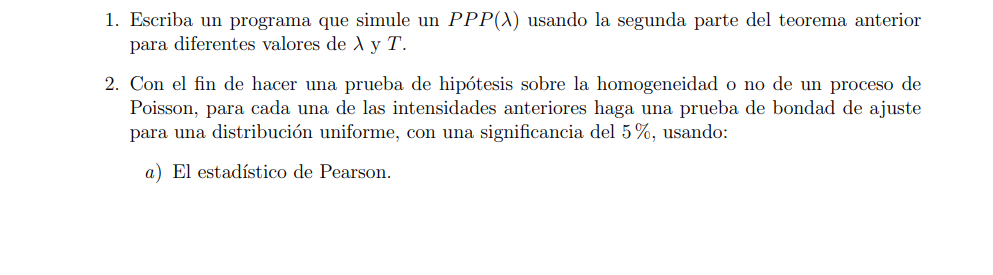 1. Escriba un programa que simule un PPP(λ) usando la segunda parte del teorema anterior
para diferentes valores de λ y T.
2. Con el fin de hacer una prueba de hipótesis sobre la homogeneidad o no de un proceso de
Poisson, para cada una de las intensidades anteriores haga una prueba de bondad de ajuste
para una distribución uniforme, con una significancia del 5 %, usando:
a) El estadístico de Pearson.